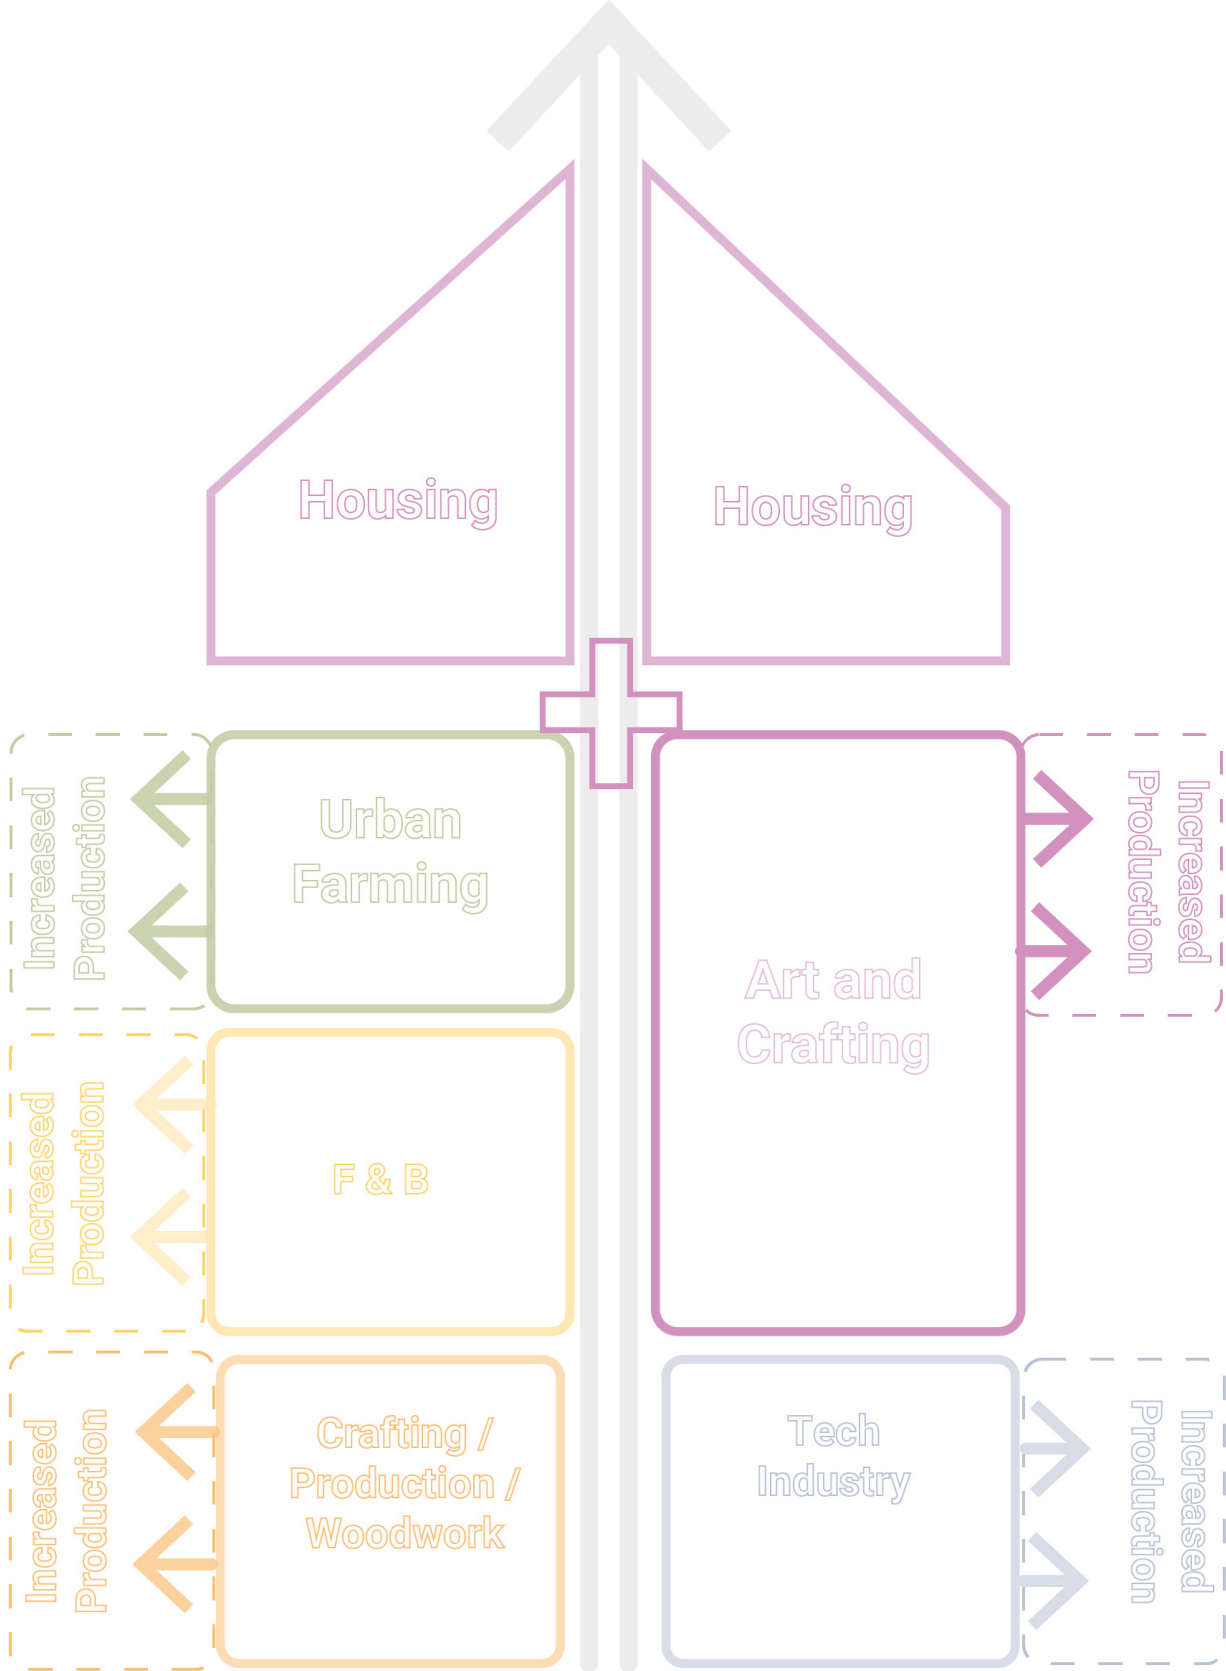 Housing
Housing
Increased
Production
Urban
Farming
Art and
Crafting
Increased
Production
Increased
Production
F & B
Increased
Production
Crafting /
Production /
Woodwork
Tech
Industry
Increased
Production